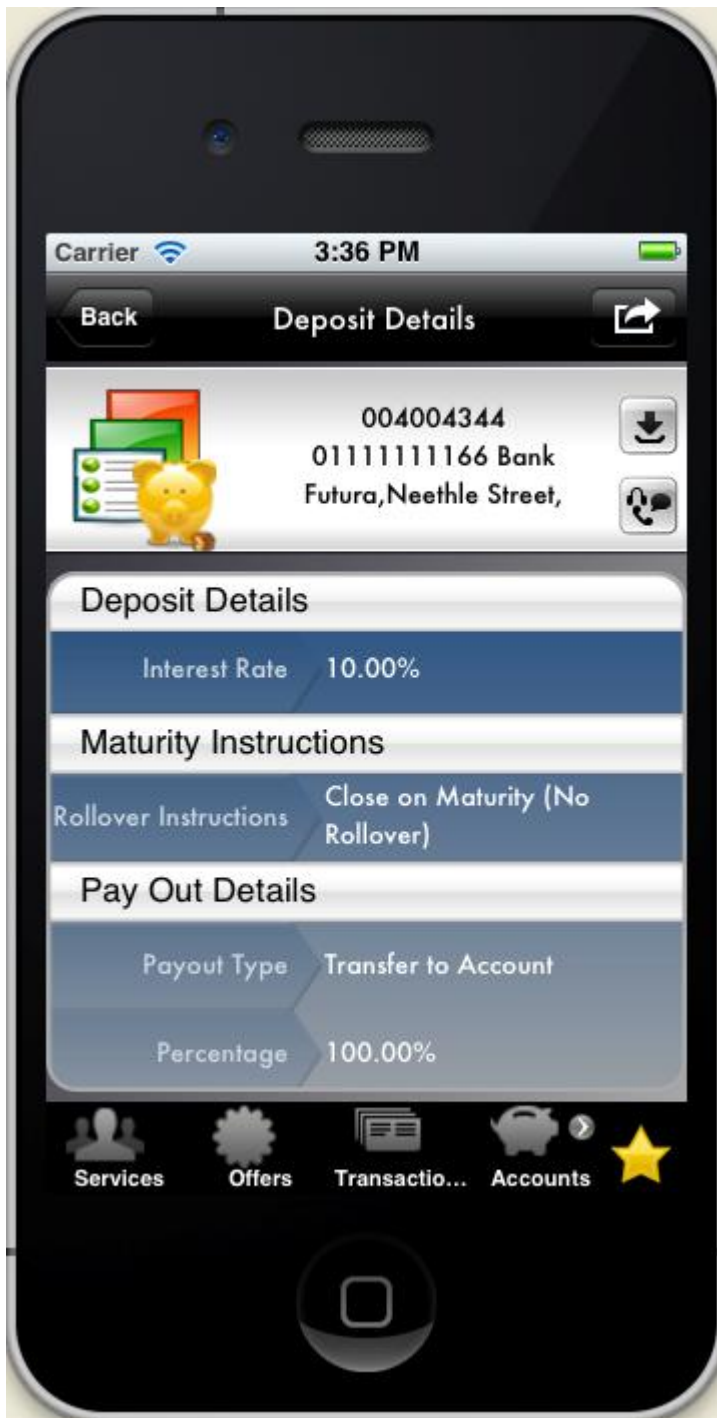 Carrier
3:36 PM
Back
Deposit Details
004004344
01111111166 Bank
Futura,Neethle Street,
Deposit Details
Interest Rate 10.00%
Maturity Instructions
Rollover Instructions Close on Maturity (No
Rollover)
Pay Out Details
Payout Type Transfer to Account
Percentage 100.00%
Services Offers Transactio... Accounts